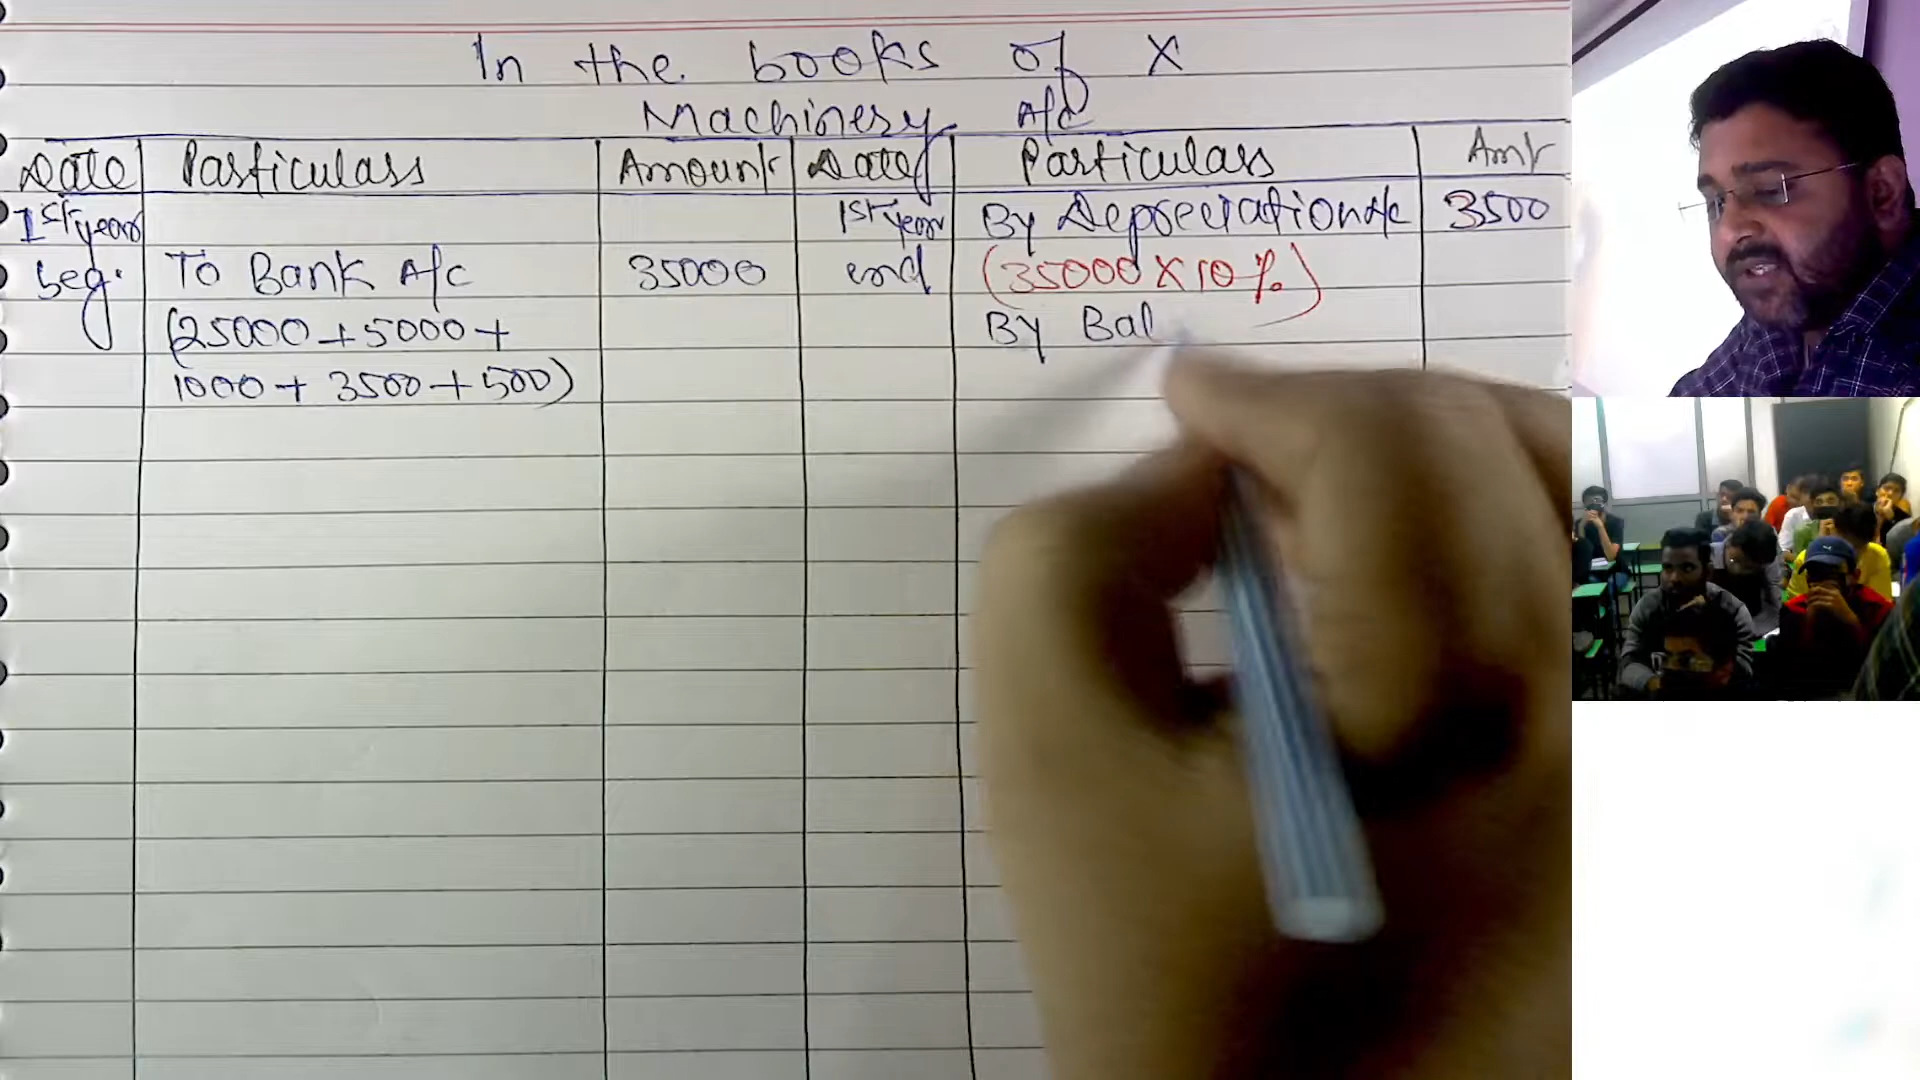 In the books of X
Machinery A/c
Date Particulars Amount Date Particulars Amt
1st year 1st year By Depreciation A/c 3500
beg. To Bank A/c 35000 end (35000 X 10%)
(25000+5000+ By Bal
1000 + 3500 + 500)